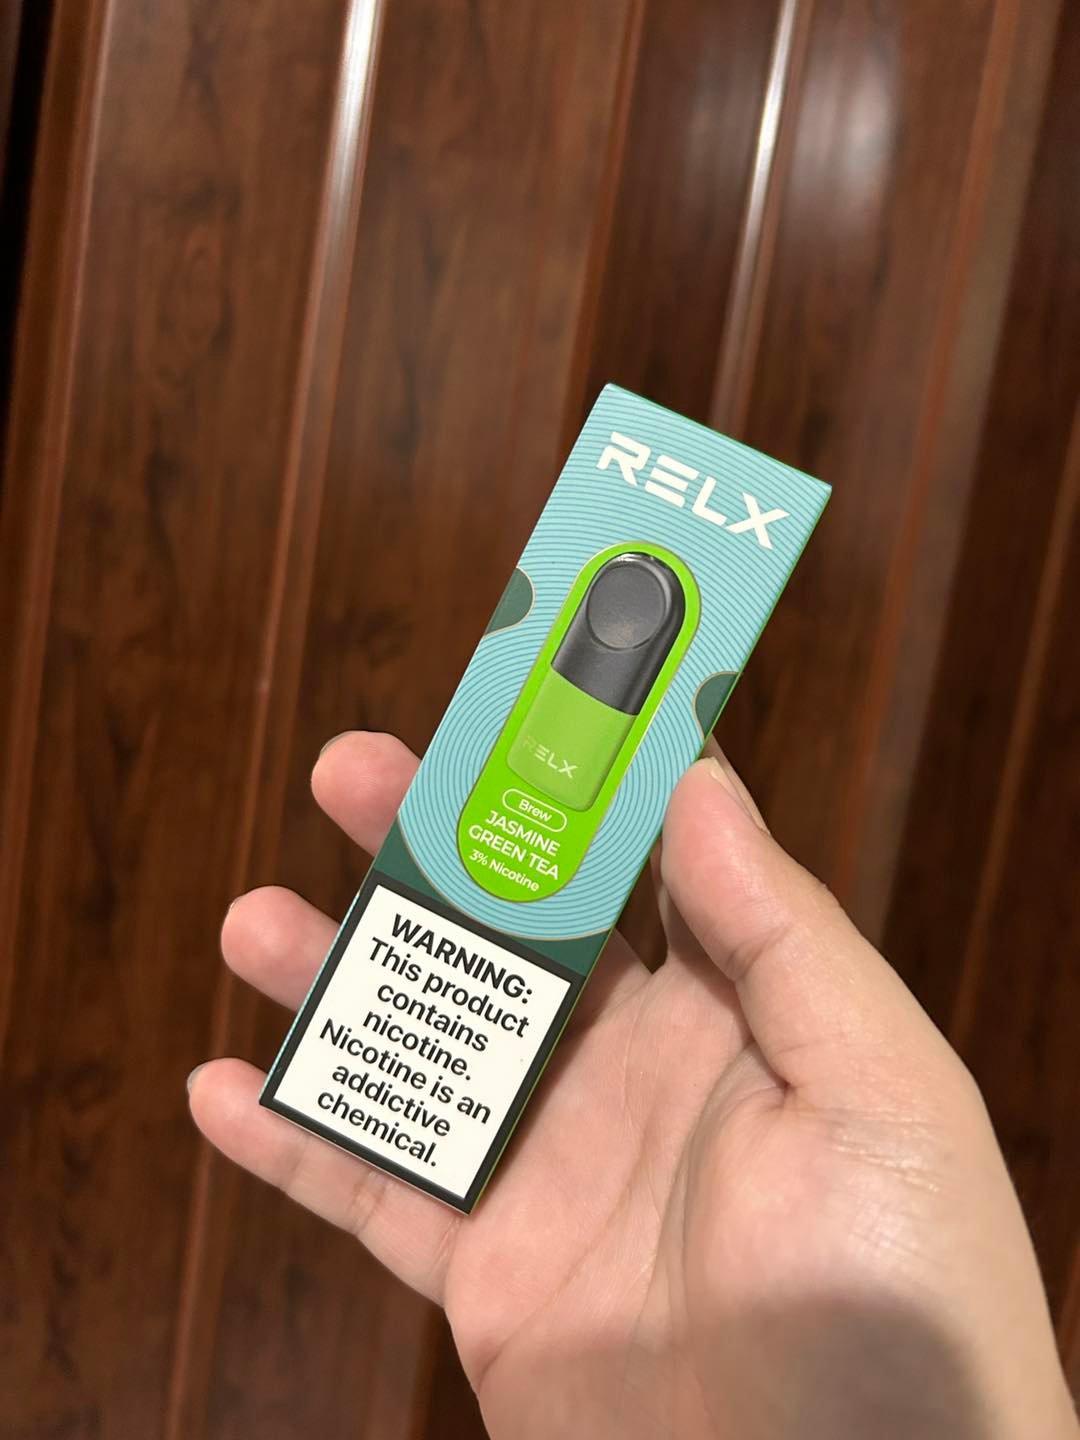 RELX
RELX
Brew
JASMINE
GREEN TEA
3% Nicotine
WARNING:
This product
contains
nicotine.
Nicotine is an
addictive
chemical.